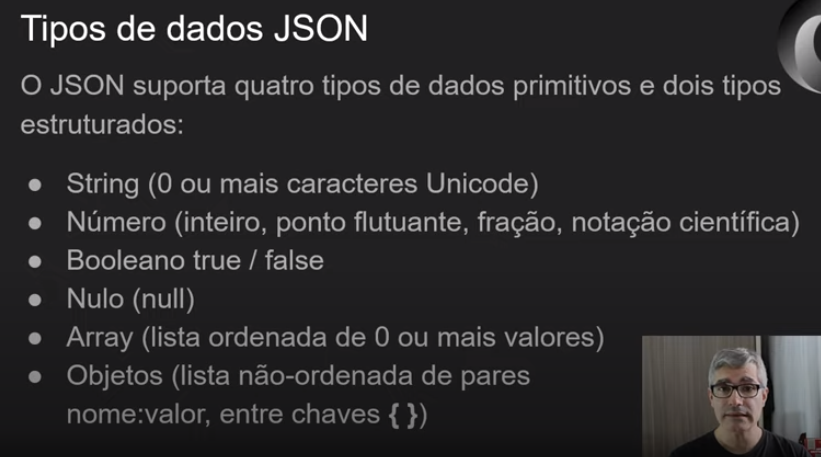 Tipos de dados JSON
O JSON suporta quatro tipos de dados primitivos e dois tipos
estruturados:
● String (0 ou mais caracteres Unicode)
● Número (inteiro, ponto flutuante, fração, notação científica)
● Booleano true / false
● Nulo (null)
● Array (lista ordenada de 0 ou mais valores)
● Objetos (lista não-ordenada de pares
nome:valor, entre chaves { })